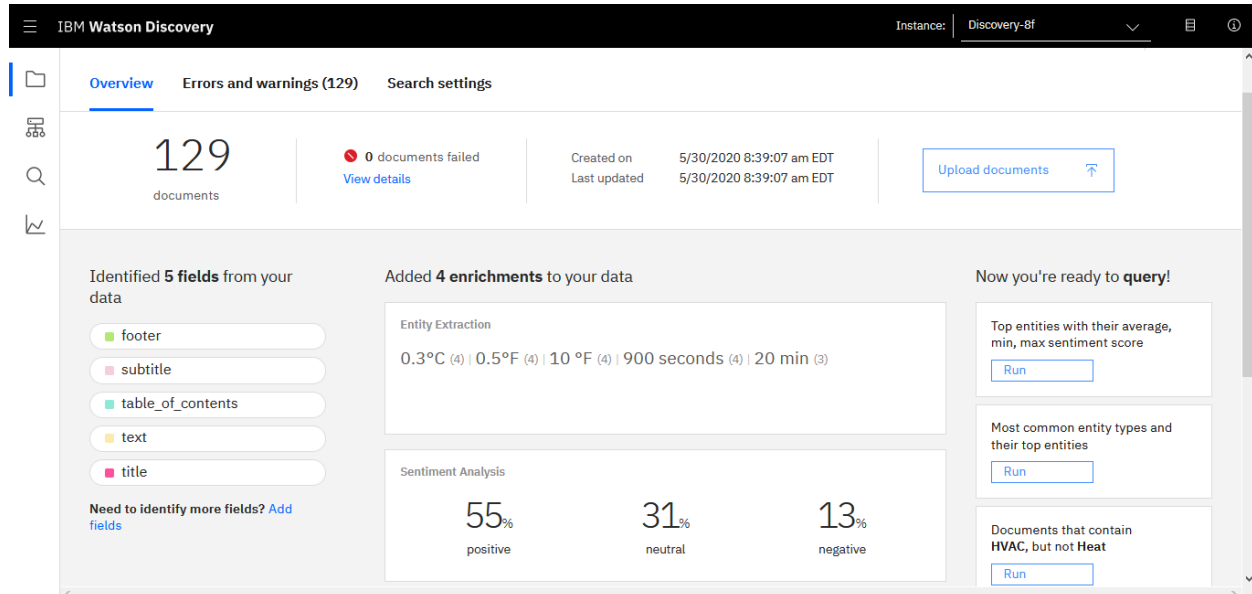 IBM Watson Discovery
Instance:
Discovery-8f
Overview
Errors and warnings (129)
Search settings
129
documents
0 documents failed
View details
Created on 5/30/2020 8:39:07 am EDT
Last updated 5/30/2020 8:39:07 am EDT
Upload documents
Identified 5 fields from your
data
footer
subtitle
table_of_contents
text
title
Need to identify more fields? Add
fields
Added 4 enrichments to your data
Entity Extraction
0.3°C (4) | 0.5°F (4) | 10 °F (4) | 900 seconds (4) | 20 min (3)
Sentiment Analysis
55% 31% 13%
positive neutral negative
Now you're ready to query!
Top entities with their average,
min, max sentiment score
Run
Most common entity types and
their top entities
Run
Documents that contain
HVAC, but not Heat
Run